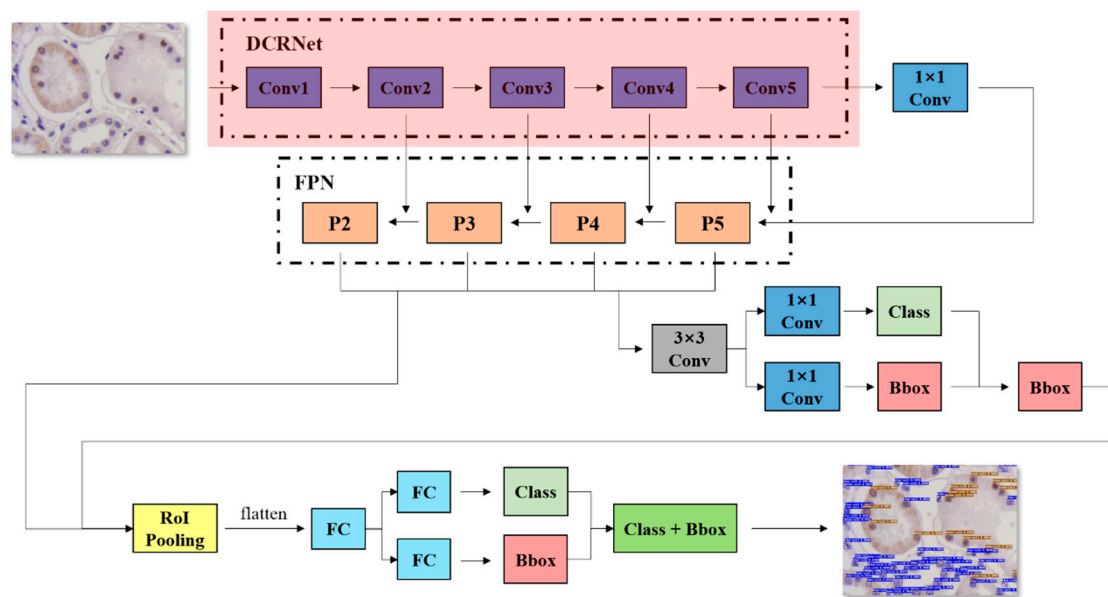 DCRNet
Conv1
Conv2
Conv3
Conv4
Conv5
1×1
Conv
FPN
P2
P3
P4
P5
3×3
Conv
1×1
Conv
Class
1×1
Conv
Bbox
Bbox
RoI
Pooling
flatten
FC
FC
Class
FC
Bbox
Class + Bbox